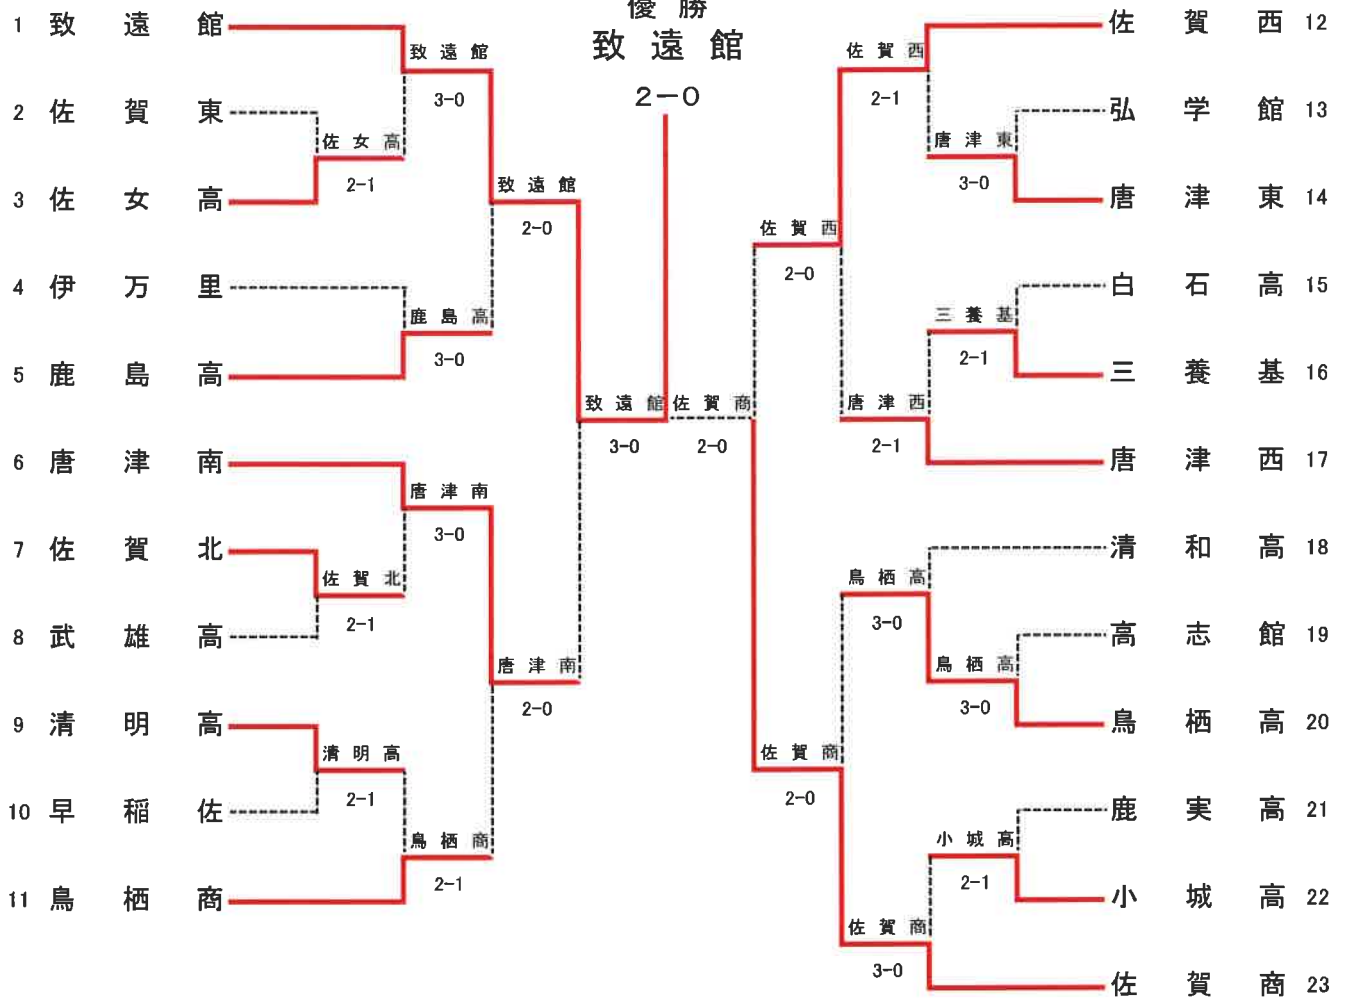 優勝
致遠館
2-0
1 致遠館
2 佐賀東
3 佐女高
4 伊万里
5 鹿島高
6 唐津南
7 佐賀北
8 武雄高
9 清明高
10 早稲佐
11 鳥栖商
致遠館
3-0
佐女高
2-1
致遠館
2-0
鹿島高
3-0
致遠館
3-0
唐津南
3-0
佐賀北
2-1
唐津南
2-0
清明高
2-1
鳥栖商
2-1
佐賀西
2-1
唐津東
3-0
佐賀西
2-0
三養基
2-1
唐津西
2-1
佐賀商
2-0
鳥栖高
3-0
鳥栖高
3-0
佐賀商
2-0
小城高
2-1
佐賀商
3-0
佐賀西 12
弘学館 13
唐津東 14
白石高 15
三養基 16
唐津西 17
清和高 18
高志館 19
鳥栖高 20
鹿実高 21
小城高 22
佐賀商 23